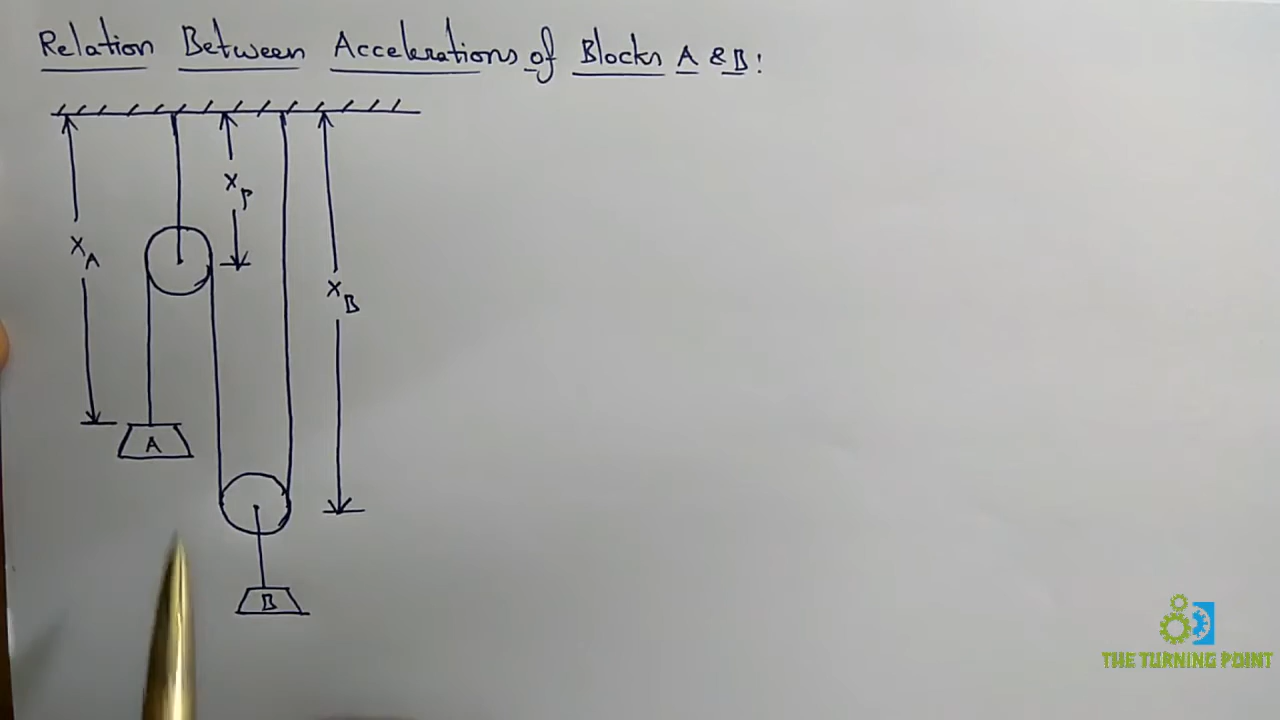 Relation Between Accelerations of Blocks A & B:
x_P
x_A
x_B
A
B
THE TURNING POINT